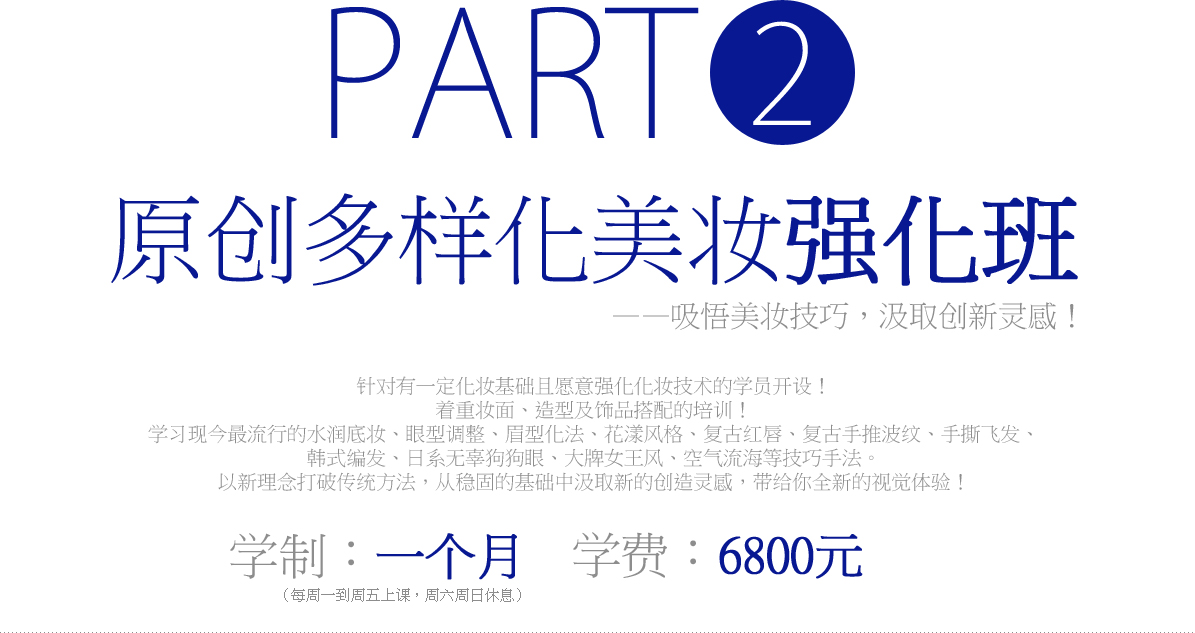 PART 2
原创多样化美妆强化班
——吸悟美妆技巧，汲取创新灵感！
针对有一定化妆基础且愿意强化化妆技术的学员开设！
着重妆面、造型及饰品搭配的培训！
学习现今最流行的水润底妆、眼型调整、眉型化法、花漾风格、复古红唇、复古手推波纹、手撕飞发、
韩式编发、日系无辜狗狗眼、大牌女王风、空气流海等技巧手法。
以新理念打破传统方法，从稳固的基础中汲取新的创造灵感，带给你全新的视觉体验！
学制：一个月 学费：6800元
（每周一到周五上课，周六周日休息）